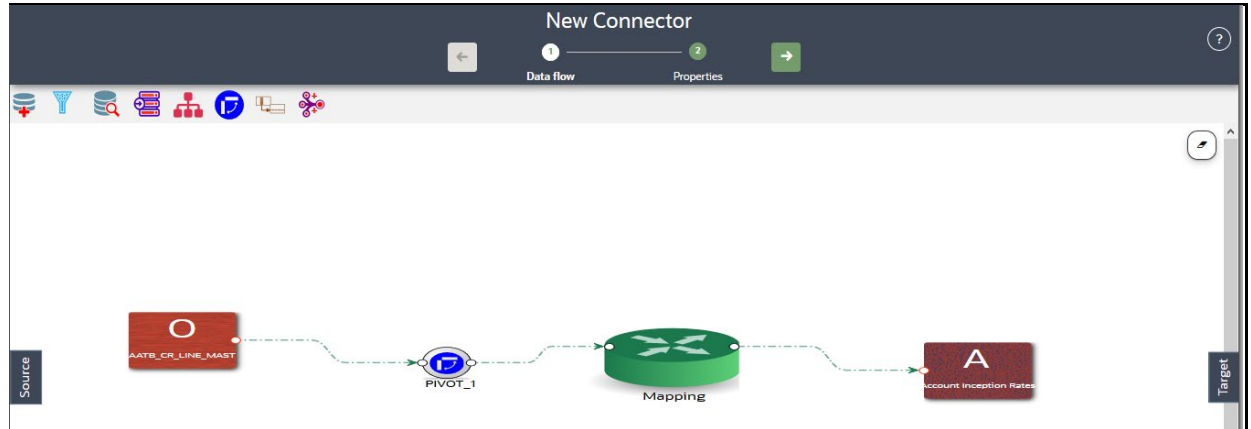 New Connector
?
1
2
Data flow
Properties
O
AATB_CR_LINE_MAST
PIVOT_1
Mapping
A
Account Inception Rates
Source
Target